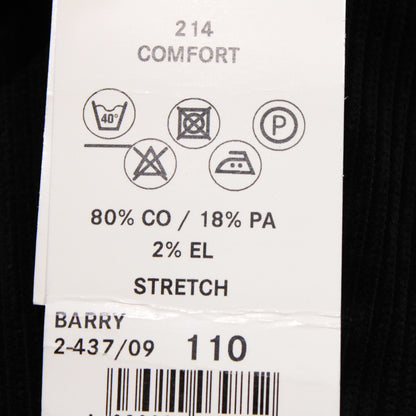 214
COMFORT
40°
P
80% CO / 18% PA
2% EL
STRETCH
BARRY
2-437/09 110